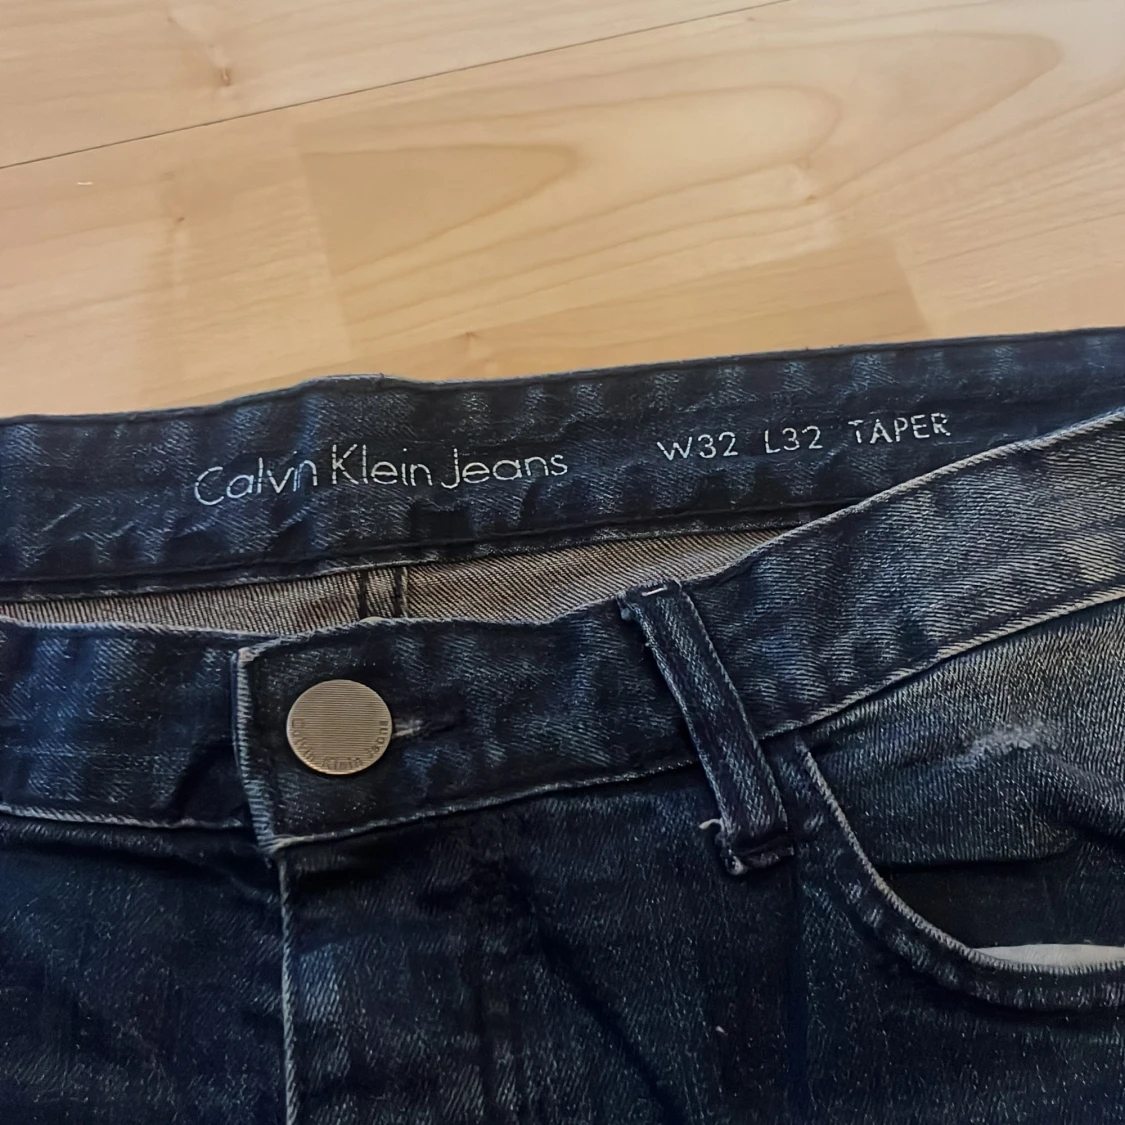 Calvin Klein Jeans W32 L32 TAPER
Calvin Klein Jeans